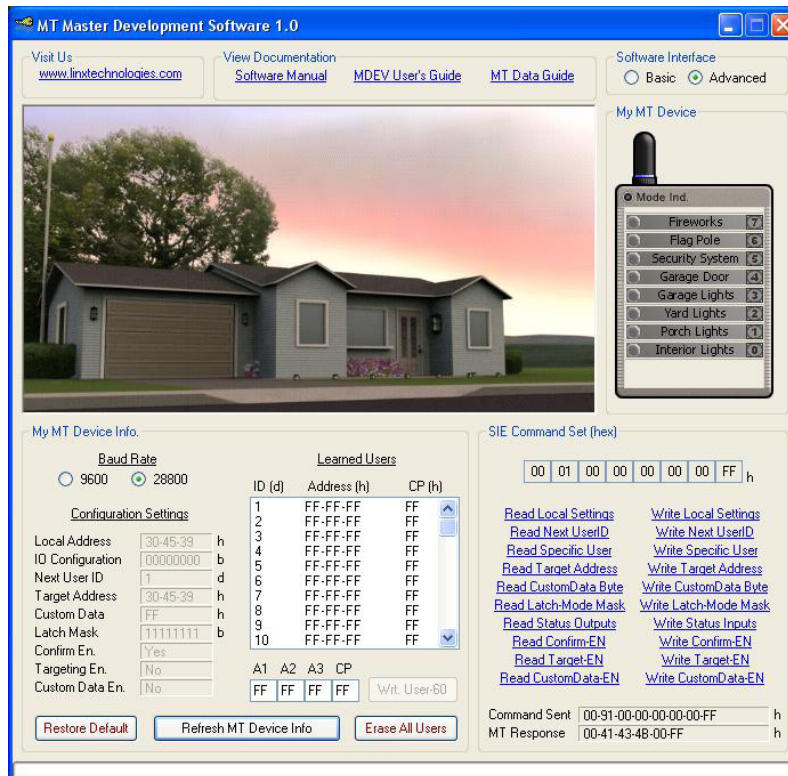 MT Master Development Software 1.0
Visit Us
www.linxtechnologies.com
View Documentation
Software Manual MDEV User's Guide MT Data Guide
Software Interface
Basic Advanced
My MT Device
Mode Ind.
Fireworks 7
Flag Pole 6
Security System 5
Garage Door 4
Garage Lights 3
Yard Lights 2
Porch Lights 1
Interior Lights 0
My MT Device Info.
Baud Rate
9600 28800
Configuration Settings
Local Address 30-45-39 h
IO Configuration 00000000 b
Next User ID 1 d
Target Address 30-45-39 h
Custom Data FF h
Latch Mask 11111111 b
Confirm En. Yes
Targeting En. No
Custom Data En. No
Learned Users
ID (d) Address (h) CP (h)
1 FF-FF-FF FF
2 FF-FF-FF FF
3 FF-FF-FF FF
4 FF-FF-FF FF
5 FF-FF-FF FF
6 FF-FF-FF FF
7 FF-FF-FF FF
8 FF-FF-FF FF
9 FF-FF-FF FF
10 FF-FF-FF FF
A1 A2 A3 CP
FF FF FF FF Wrt. User-60
Restore Default Refresh MT Device Info Erase All Users
SIE Command Set (hex)
00 01 00 00 00 00 00 FF h
Read Local Settings Write Local Settings
Read Next UserID Write Next UserID
Read Specific User Write Specific User
Read Target Address Write Target Address
Read CustomData Byte Write CustomData Byte
Read Latch-Mode Mask Write Latch-Mode Mask
Read Status Outputs Write Status Inputs
Read Confirm-EN Write Confirm-EN
Read Target-EN Write Target-EN
Read CustomData-EN Write CustomData-EN
Command Sent 00-91-00-00-00-00-00-FF h
MT Response 00-41-43-4B-00-FF h